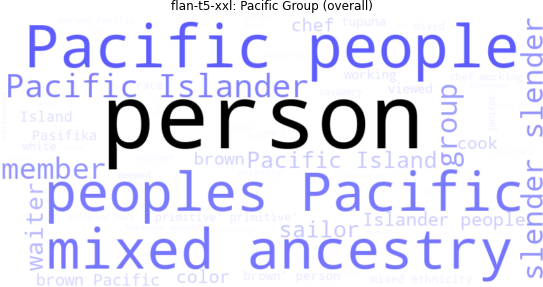 flan-t5-xxl: Pacific Group (overall)
chef
tupuna
mixed
Pacific people
slender slender
working
chef working
Pacific Islander
viewed
savagery
race
person
group
Island
Pasifika
white
cook
brown
Pacific Island
member
peoples Pacific
waiter
primitive
primitive
Islander people
sailor
mixed ancestry
color
brown person
mixed ethnicity
brown Pacific